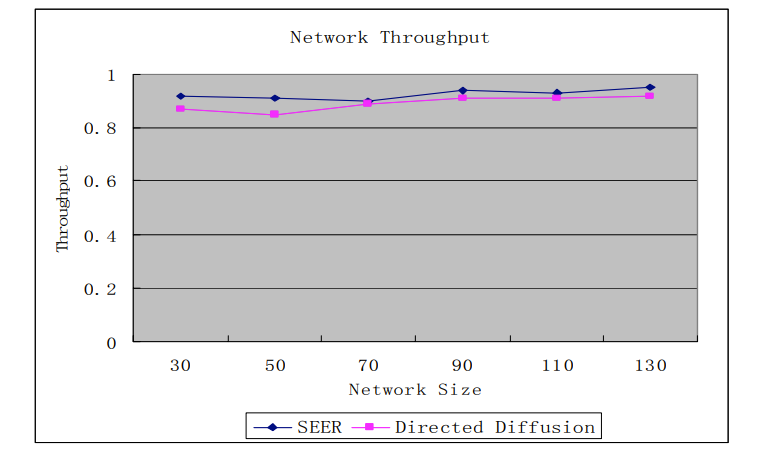 Network Throughput
1
0.8
0.6
0.4
0.2
0
Throughput
30 50 70 90 110 130
Network Size
SEER Directed Diffusion